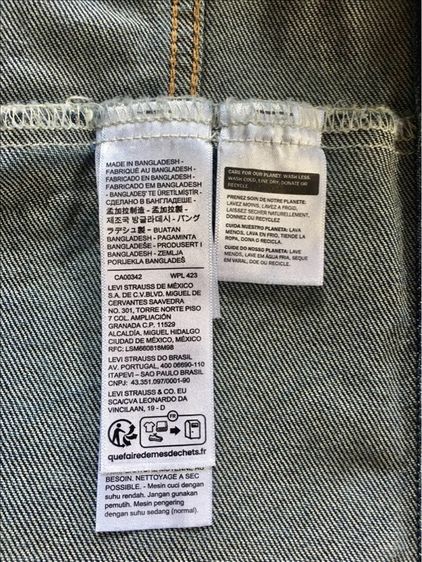 MADE IN BANGLADESH -
FABRIQUÉ AU BANGLADESH -
FABRICADO EN BANGLADESH -
FABRICADO EM BANGLADESH -
BANGLADEŞ'TE ÜRETİLMİŞTİR -
СДЕЛАНО В БАНГЛАДЕШЕ -
孟加拉制造 - 孟加拉製 -
제조국 방글라데시 - バング
ラデシュ製 - BUATAN
BANGLADESH - PAGAMINTA
BANGLADEŠE - PRODUSERT I
BANGLADESH - ZEMLJA
PORIJEKLA BANGLADEŠ
CA00342 WPL 423
LEVI STRAUSS DE MÉXICO
S.A. DE C.V.BLVD. MIGUEL DE
CERVANTES SAAVEDRA
NO. 301, TORRE NORTE PISO
7 COL. AMPLIACIÓN
GRANADA C.P. 11529
ALCALDÍA. MIGUEL HIDALGO
CIUDAD DE MÉXICO, MÉXICO
RFC: LSM660818M98
LEVI STRAUSS DO BRASIL
AV. PORTUGAL, 400 06690-110
ITAPEVI – SAO PAULO BRASIL
CNPJ: 43.351.097/0001-90
LEVI STRAUSS & CO. EU
SCA/CVA LEONARDO DA
VINCILAAN, 19 - D
FR
quefairedemesdechets.fr
BESOIN. NETTOYAGE A SEC
POSSIBLE. - Mesin cuci dengan
suhu rendah. Jangan gunakan
pemutih. Mesin pengering
dengan suhu sedang (normal).
CARE FOR OUR PLANET: WASH LESS,
WASH COLD, LINE DRY, DONATE OR
RECYCLE.
PRENEZ SOIN DE NOTRE PLANETE:
LAVEZ MOINS, LAVEZ A FROID,
LAISSEZ SECHER NATURELLEMENT,
DONNEZ OU RECYCLEZ.
CUIDA NUESTRO PLANETA: LAVA
MENOS, LAVA EN FRIO, TIENDE LA
ROPA, DONA O RECICLA.
CUIDE DO NOSSO PLANETA: LAVE
MENOS, LAVE EM ÁGUA FRIA, SEQUE
EM VARAL, DOE OU RECICLE.